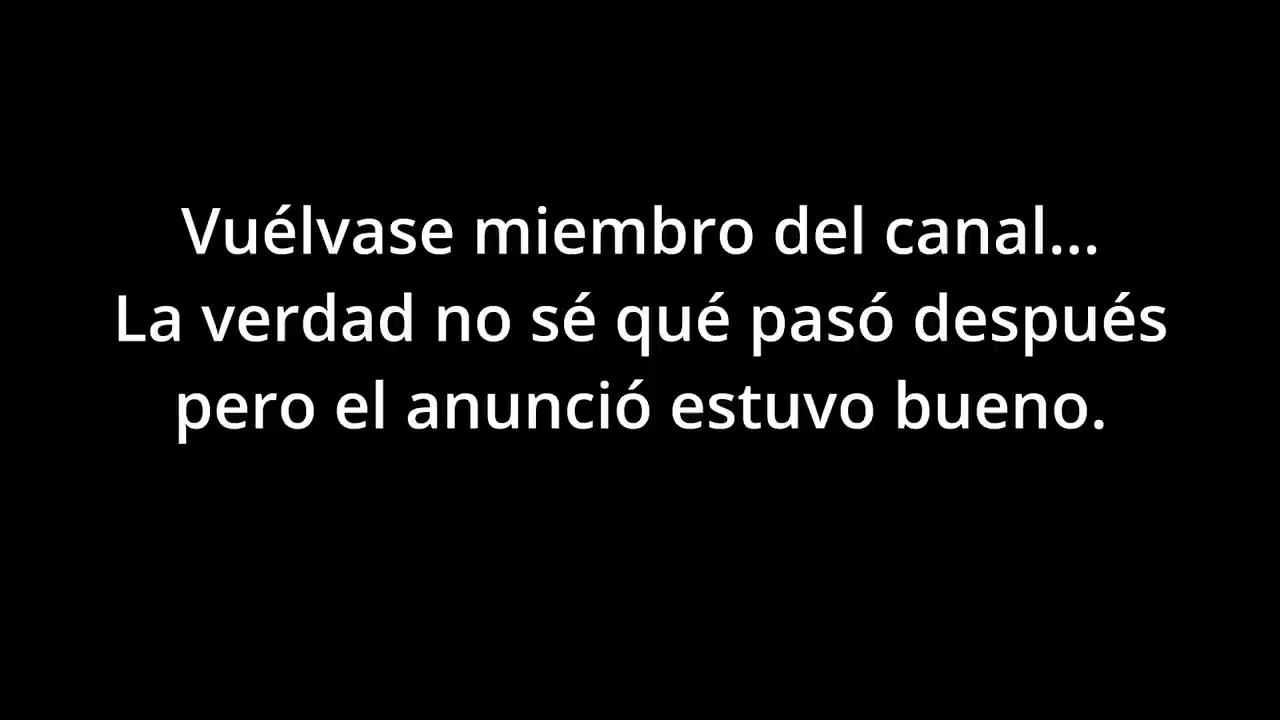 Vuélvase miembro del canal...
La verdad no sé qué pasó después
pero el anunció estuvo bueno.